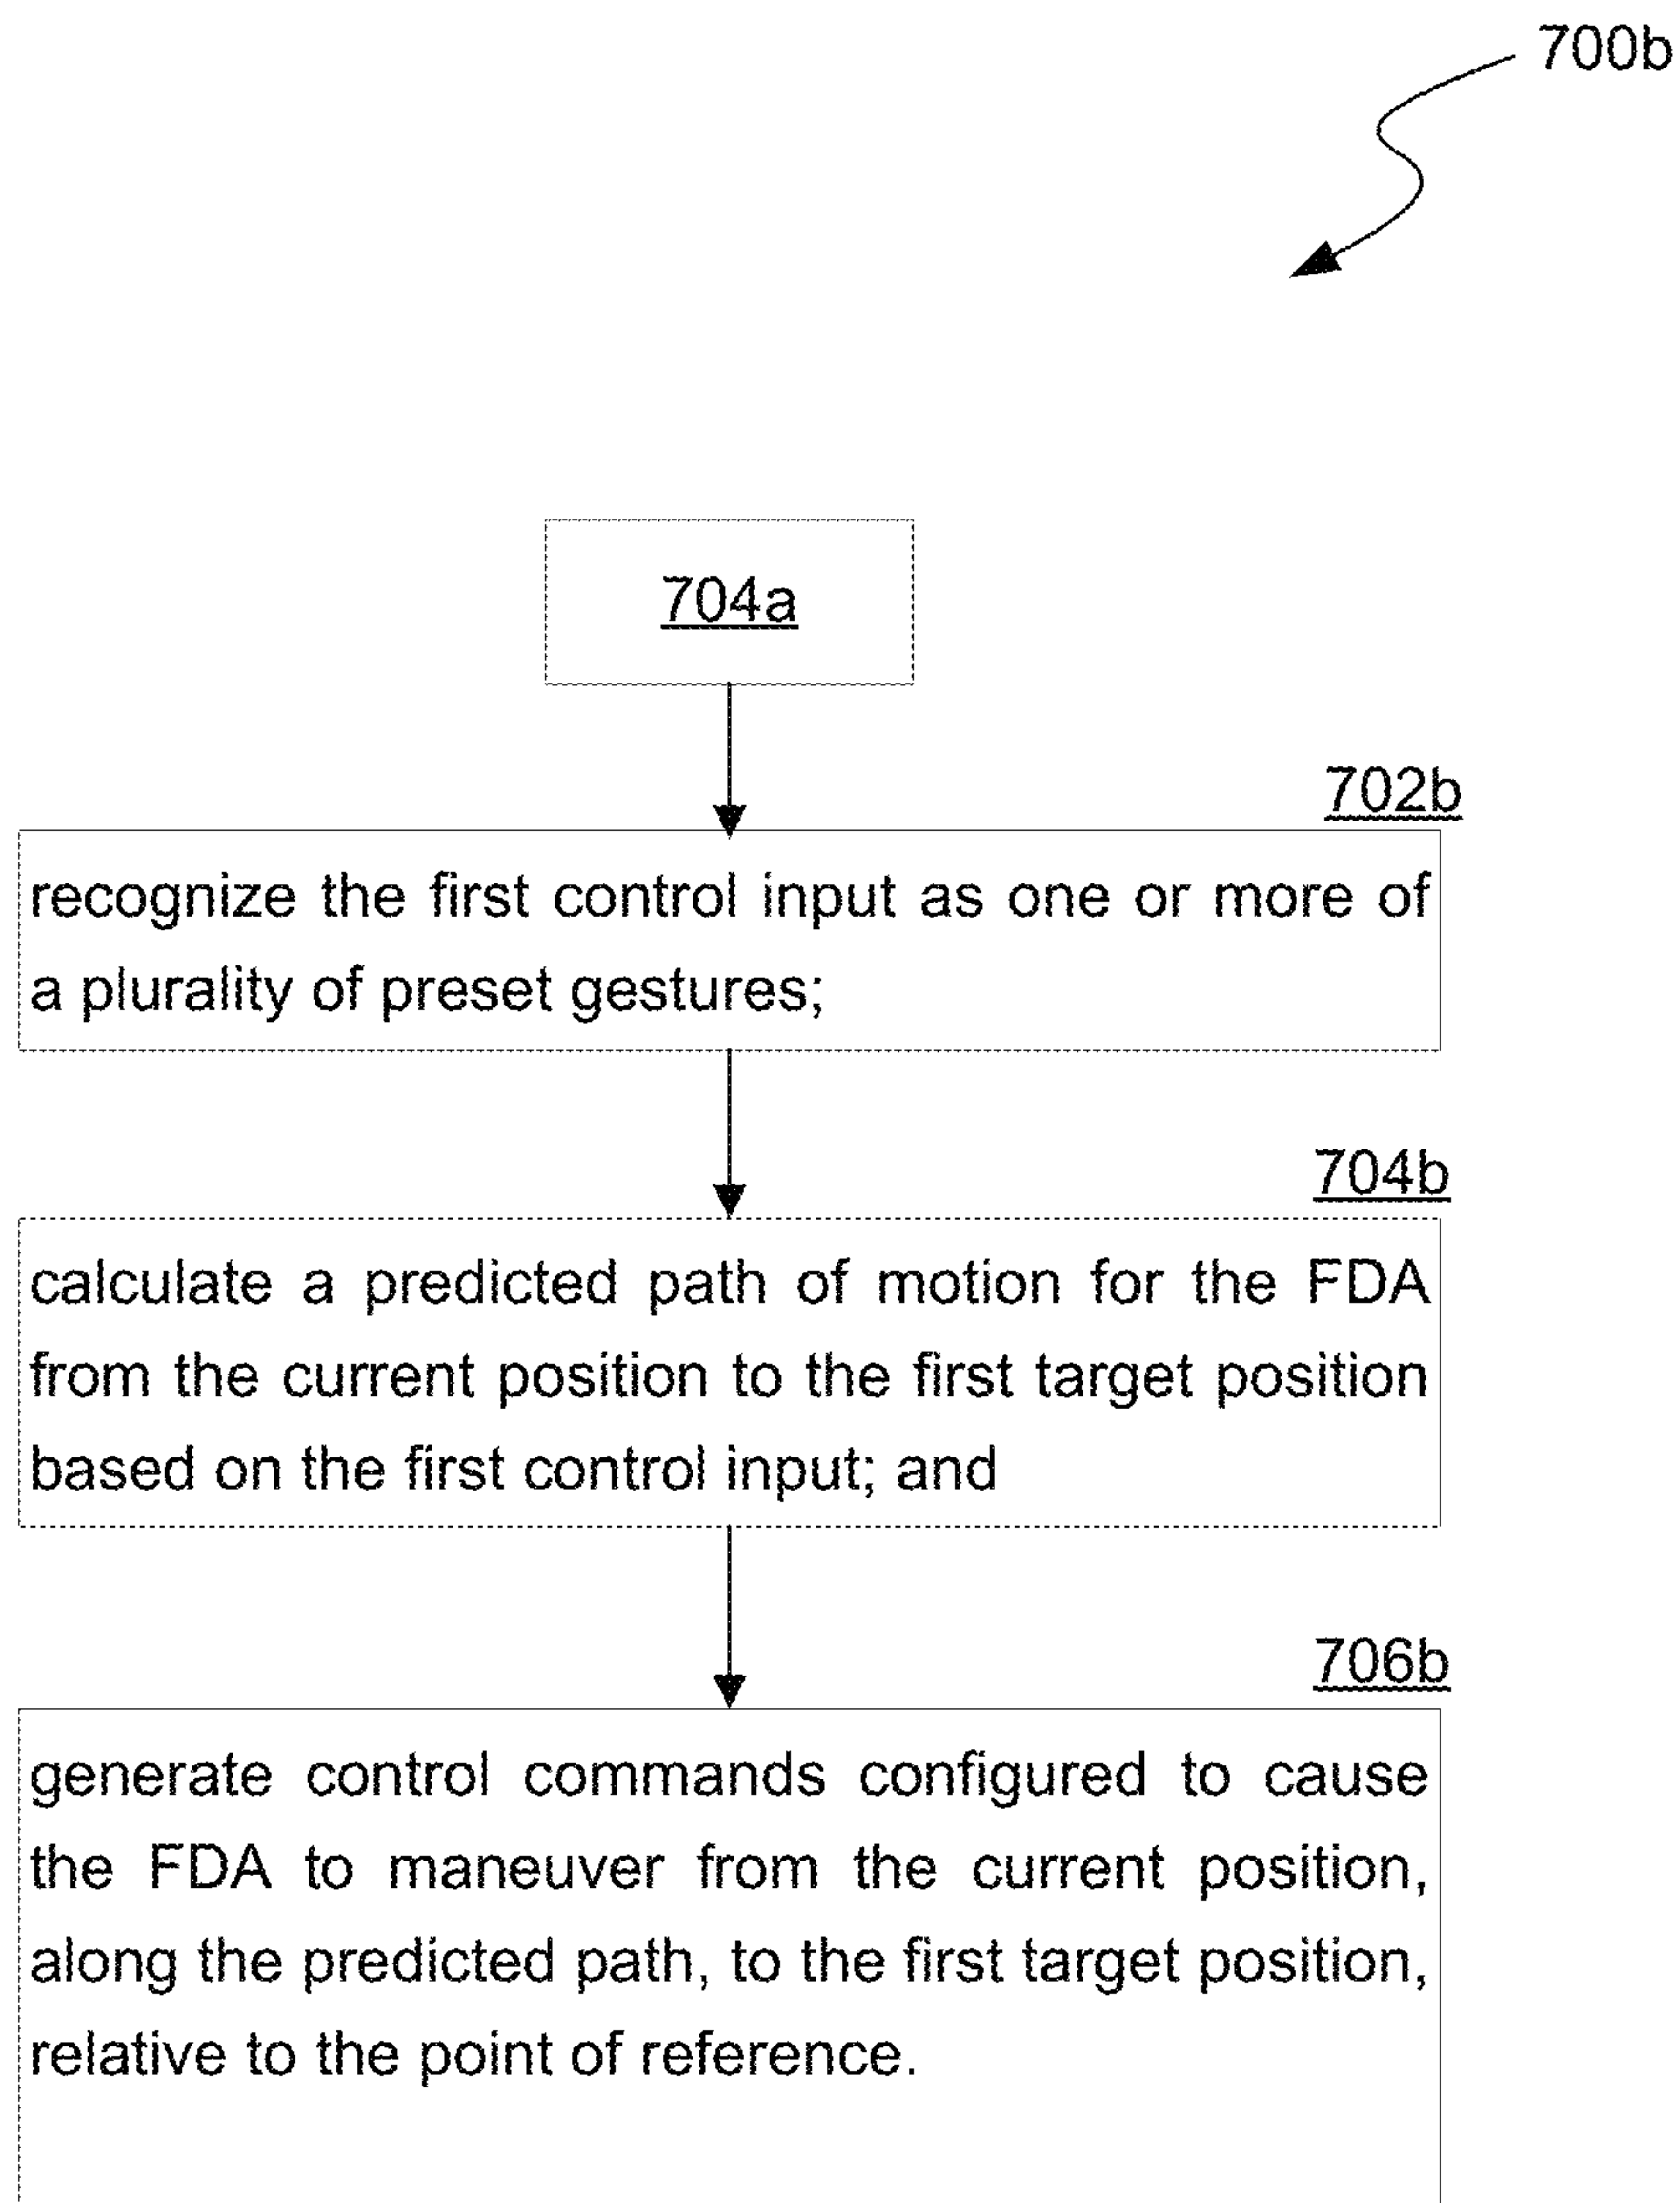 700b
704a
702b
recognize the first control input as one or more of
a plurality of preset gestures;
704b
calculate a predicted path of motion for the FDA
from the current position to the first target position
based on the first control input; and
706b
generate control commands configured to cause
the FDA to maneuver from the current position,
along the predicted path, to the first target position,
relative to the point of reference.